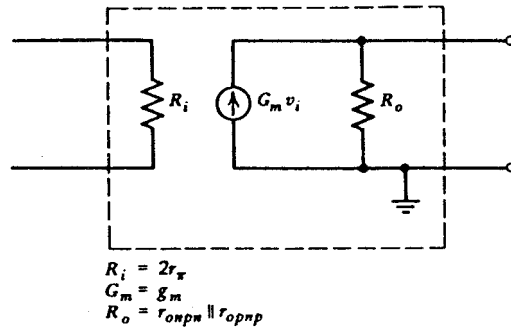 R_i
G_m v_i
R_o
R_i = 2r_π
G_m = g_m
R_o = r_onpn || r_opnp